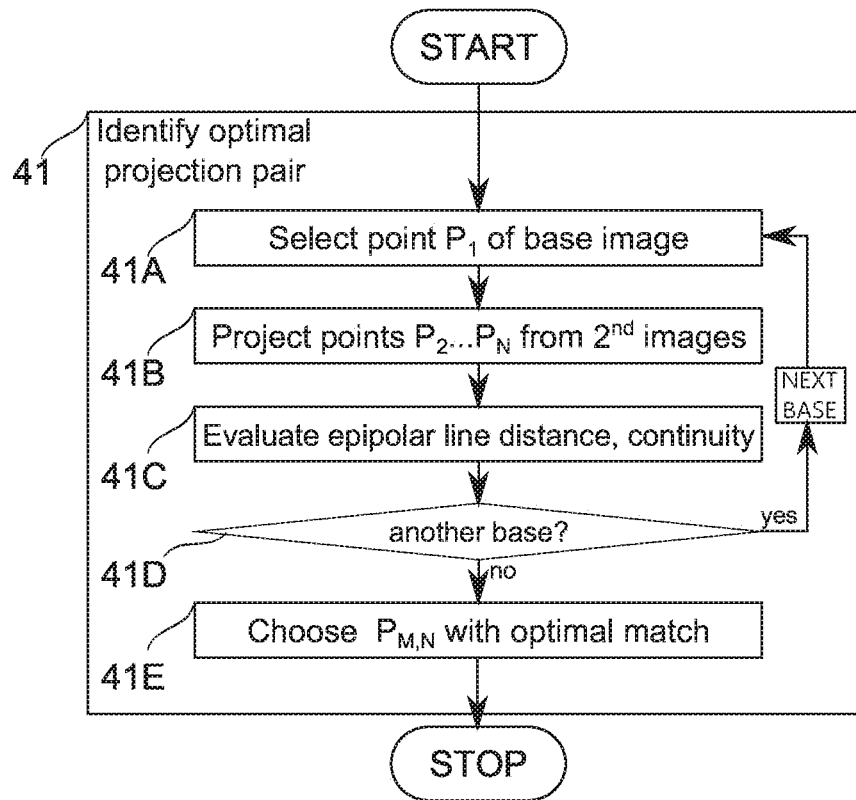 START
41
Identify optimal
projection pair
Select point P₁ of base image
41A
Project points P₂...P_N from 2ⁿᵈ images
41B
NEXT
BASE
Evaluate epipolar line distance, continuity
41C
another base?
yes
41D
no
Choose P_M,N with optimal match
41E
STOP